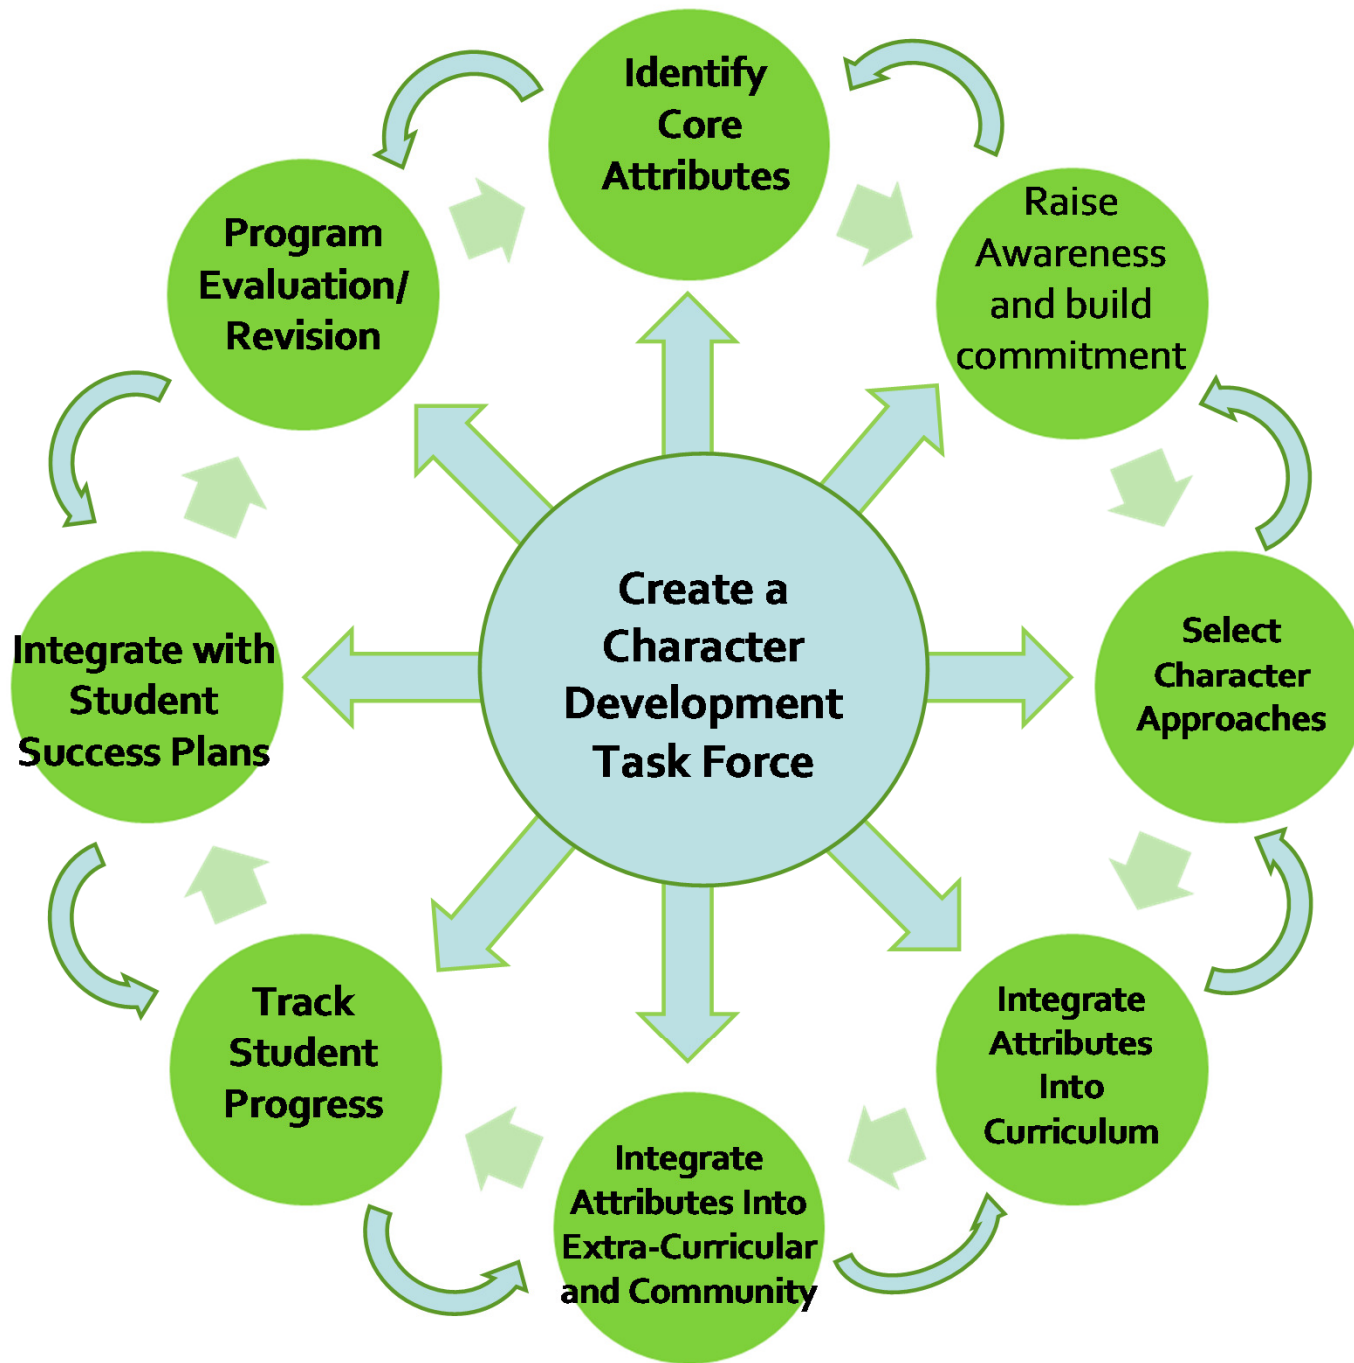 Identify
Core
Attributes
Raise
Awareness
and build
commitment
Select
Character
Approaches
Integrate
Attributes
Into
Curriculum
Integrate
Attributes Into
Extra-Curricular
and Community
Track
Student
Progress
Integrate with
Student
Success Plans
Program
Evaluation/
Revision
Create a
Character
Development
Task Force